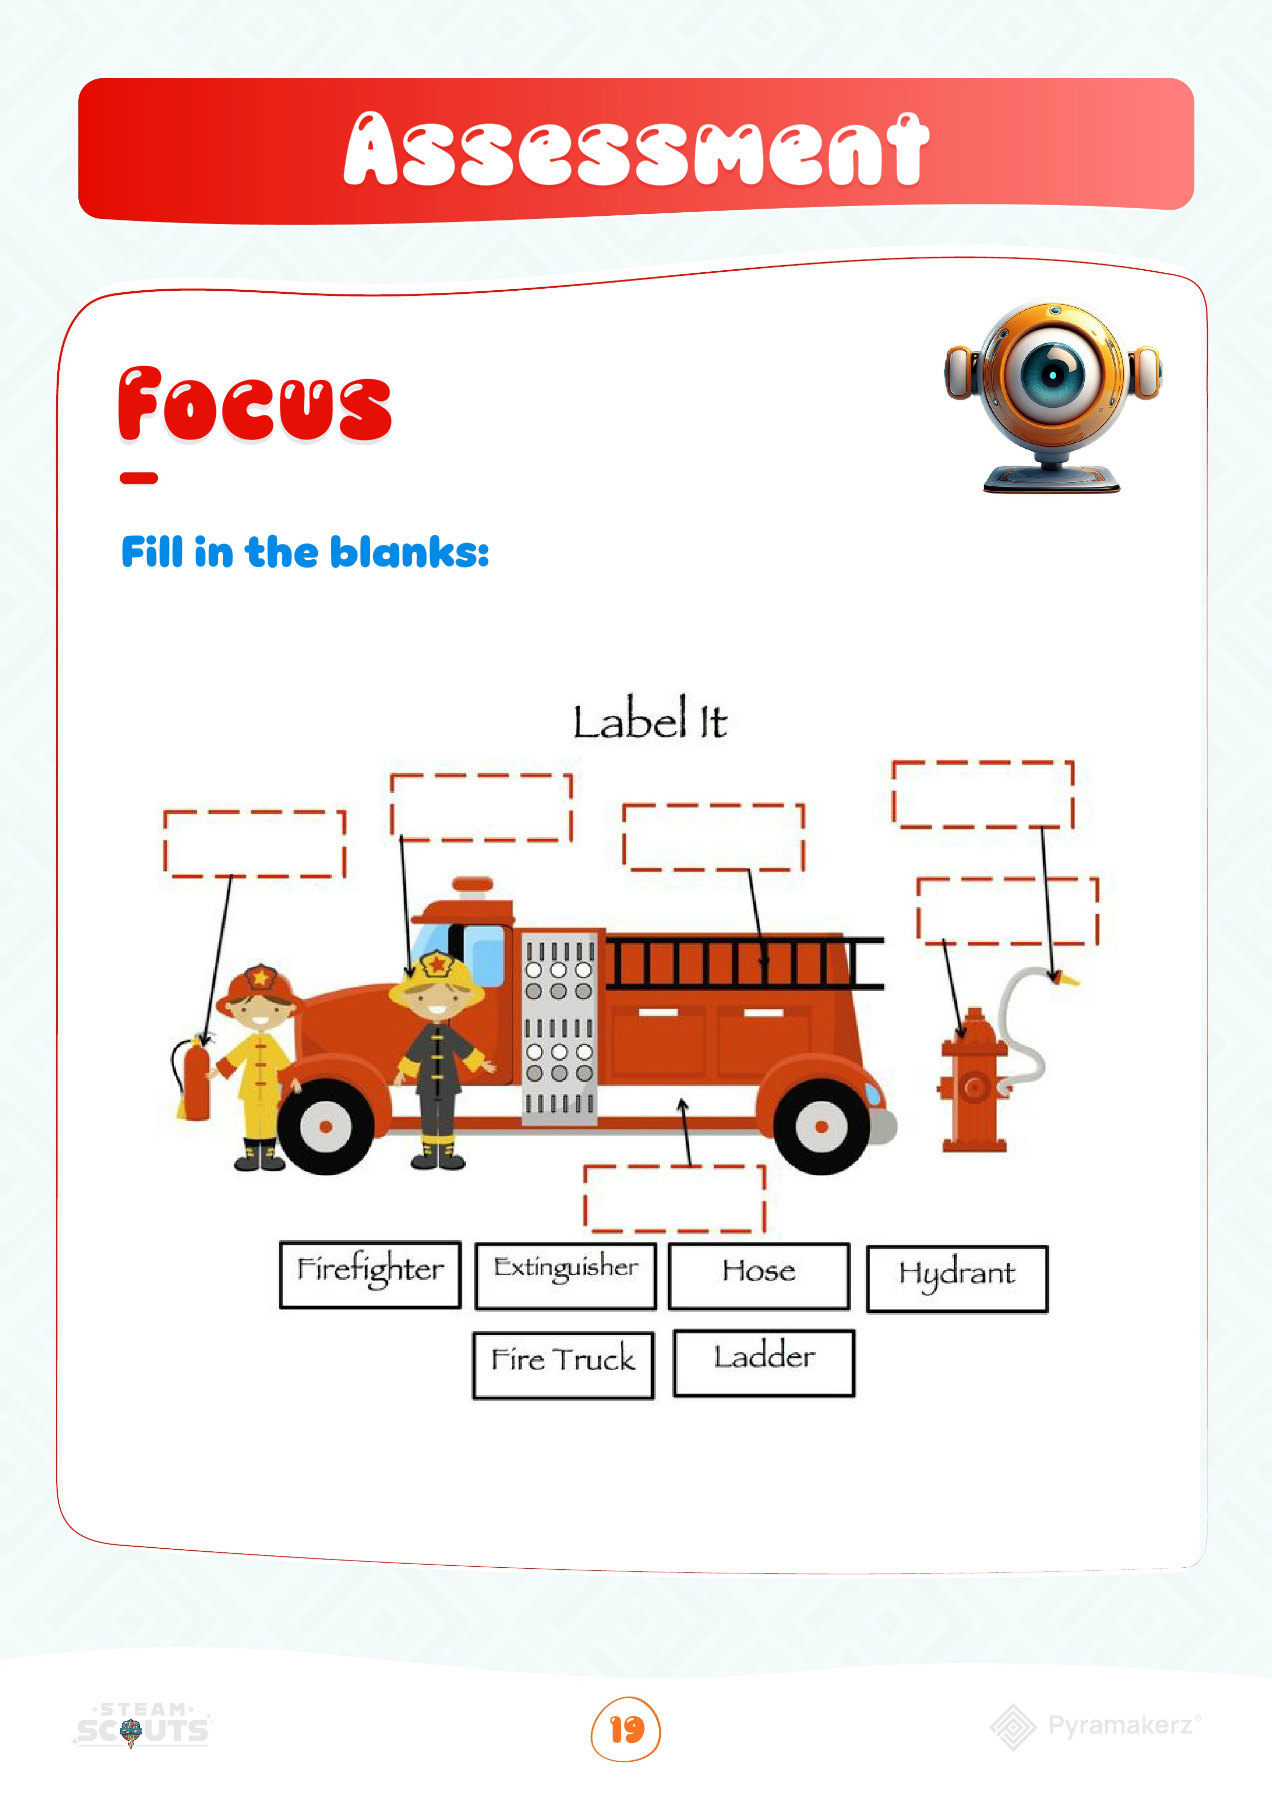 Assessment
Focus
Fill in the blanks:
Label It
Firefighter
Extinguisher
Hose
Hydrant
Fire Truck
Ladder
STEAM
SCOUTS
19
Pyramakerz